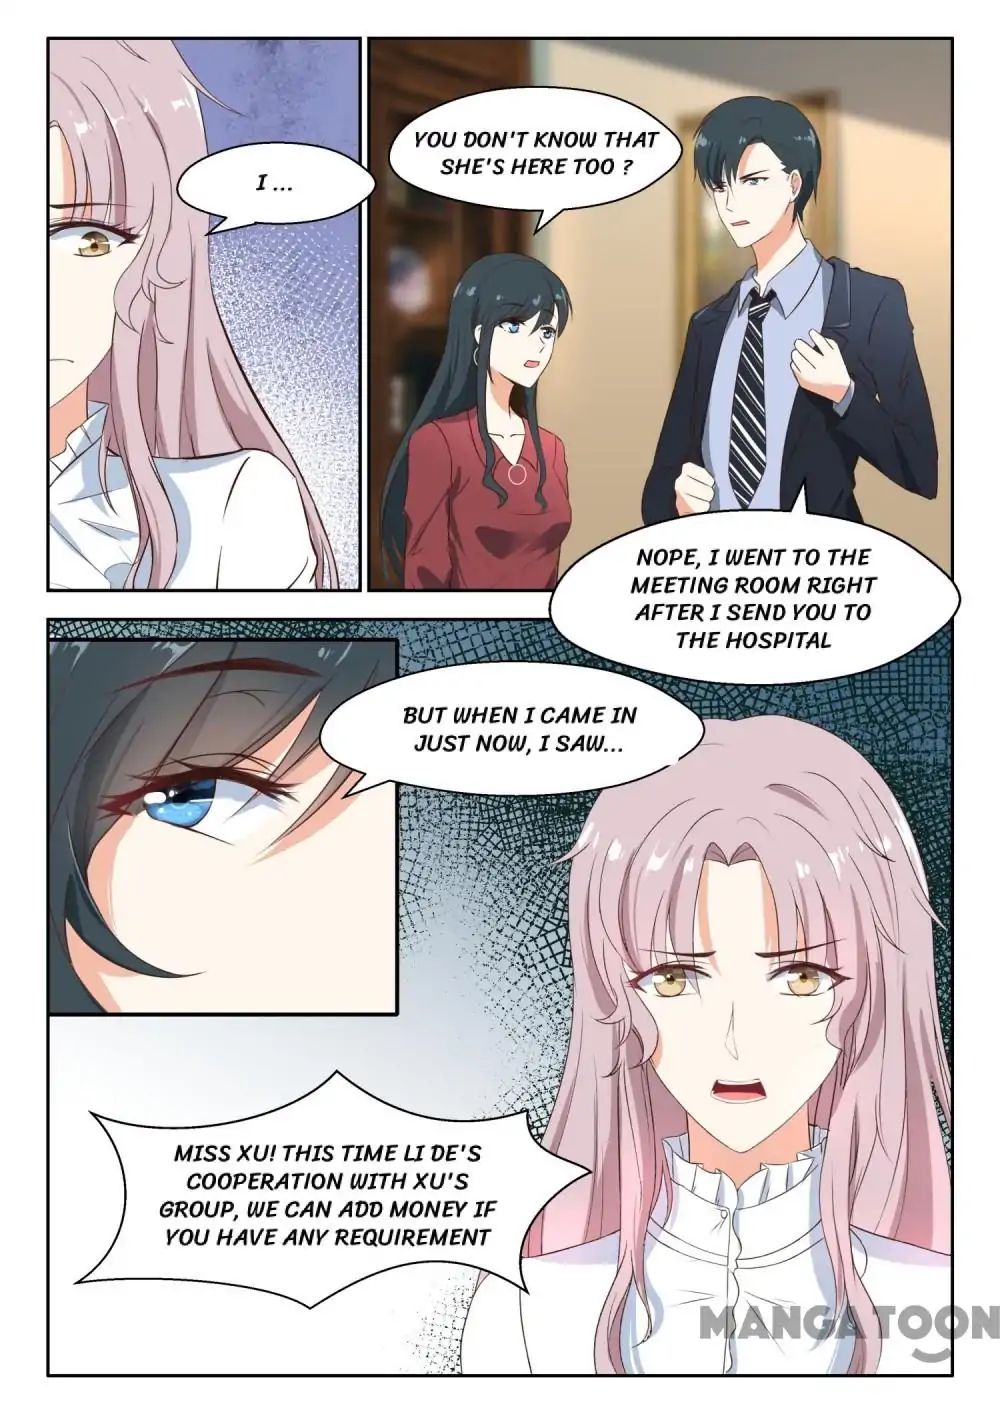 I ...
YOU DON'T KNOW THAT
SHE'S HERE TOO ?
NOPE, I WENT TO THE
MEETING ROOM RIGHT
AFTER I SEND YOU TO
THE HOSPITAL
BUT WHEN I CAME IN
JUST NOW, I SAW...
MISS XU! THIS TIME LI DE'S
COOPERATION WITH XU'S
GROUP, WE CAN ADD MONEY IF
YOU HAVE ANY REQUIREMENT
MANGATOON